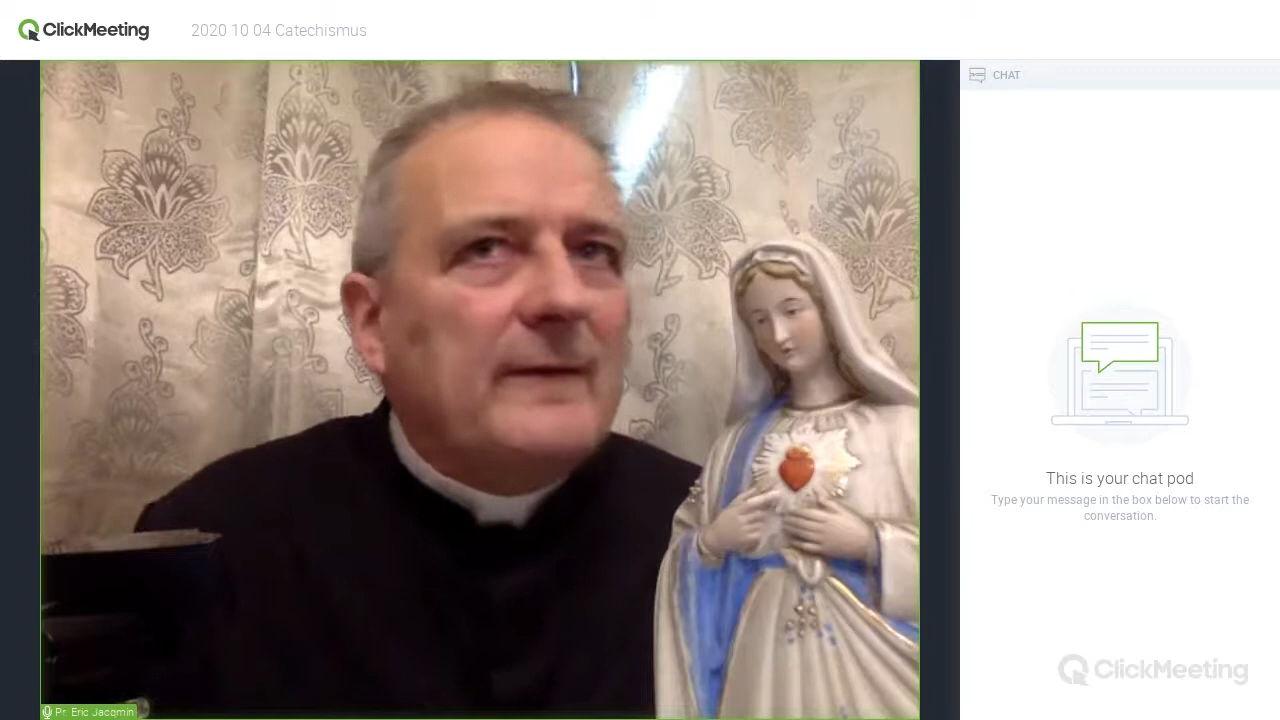 ClickMeeting
2020 10 04 Catechismus
CHAT
This is your chat pod
Type your message in the box below to start the
conversation.
ClickMeeting
Pr. Eric Jacqmin